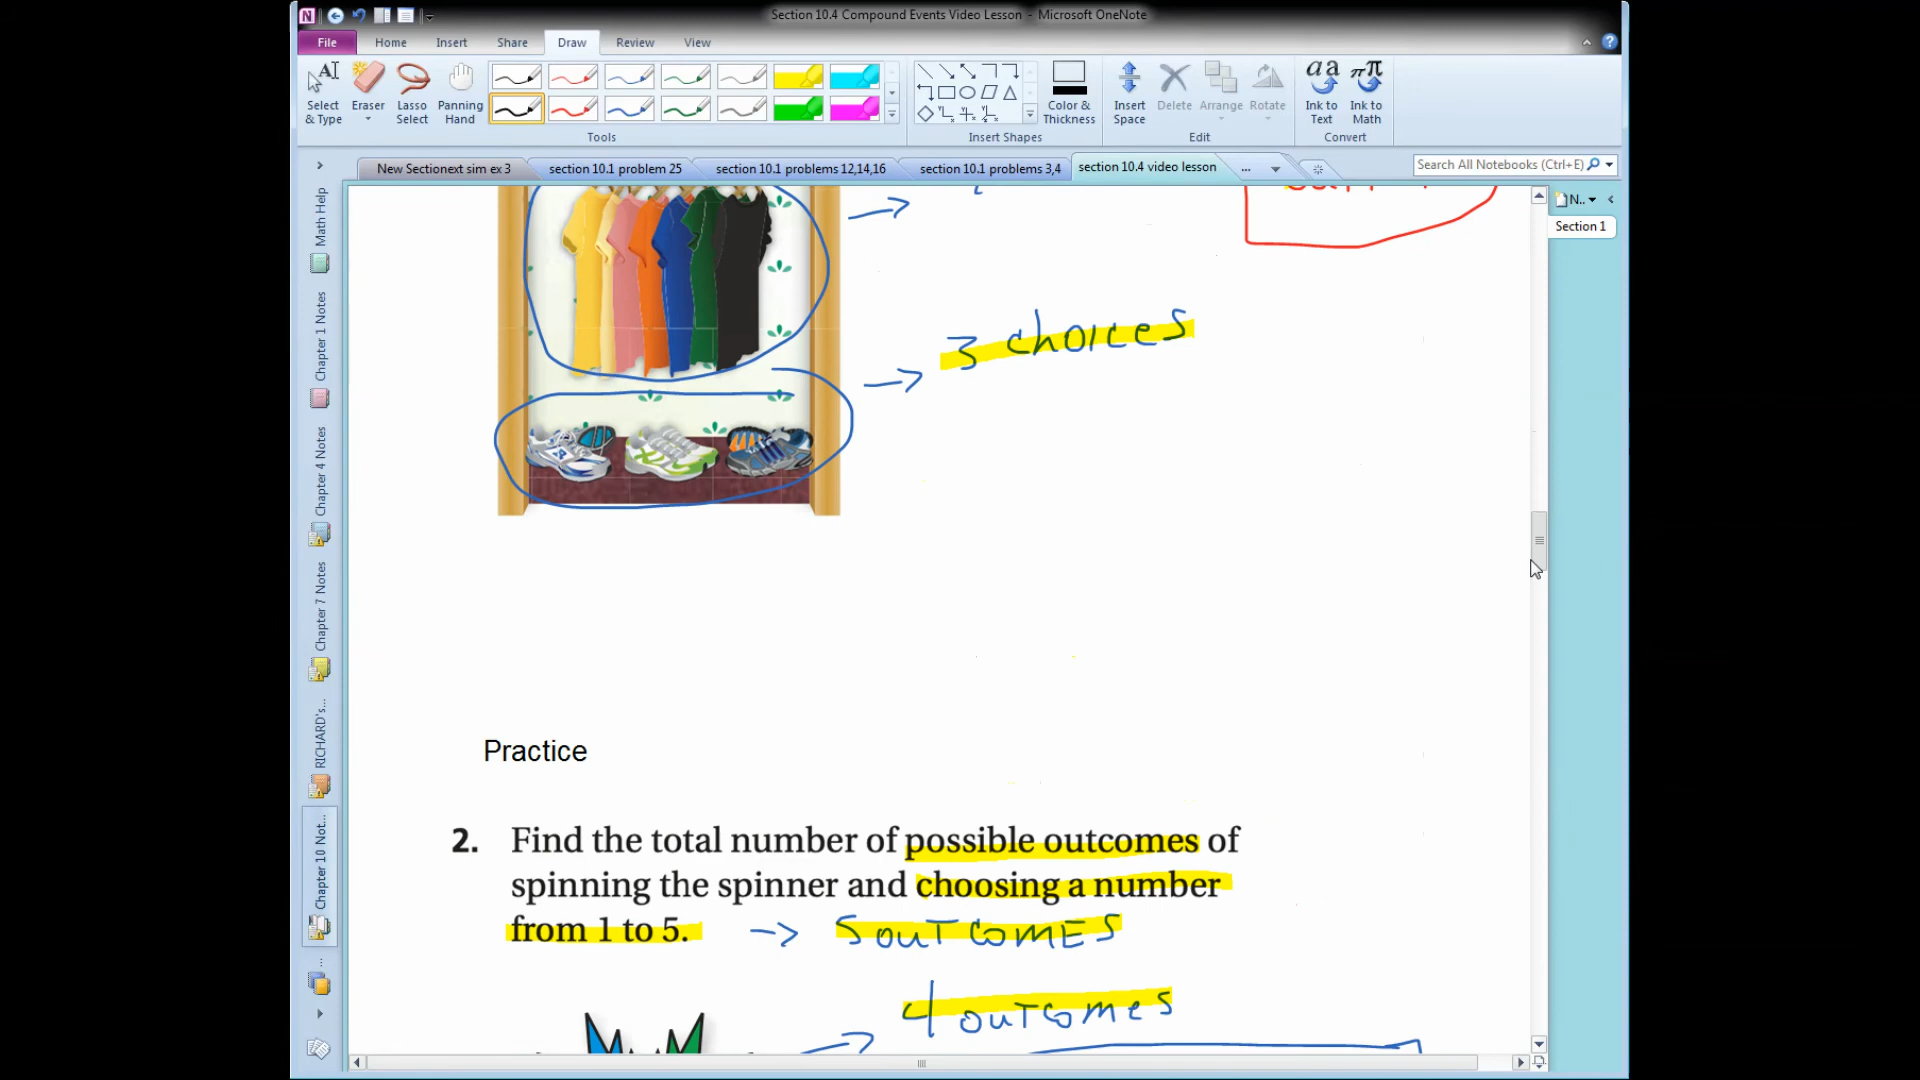 Section 10.4 Compound Events Video Lesson - Microsoft OneNote
File Home Insert Share Draw Review View
Select & Type
Eraser
Lasso Select
Panning Hand
Color & Thickness
Insert Space
Delete
Arrange
Rotate
Ink to Text
Ink to Math
Tools
Insert Shapes
Edit
Convert
New Sectionext sim ex 3
section 10.1 problem 25
section 10.1 problems 12,14,16
section 10.1 problems 3,4
section 10.4 video lesson
...
Search All Notebooks (Ctrl+E)
N..
Section 1
Math Help
Chapter 1 Notes
Chapter 4 Notes
Chapter 7 Notes
RICHARD's...
Chapter 10 Not...
3 choices
Practice
2. Find the total number of possible outcomes of
spinning the spinner and choosing a number
from 1 to 5. -> 5 outcomes
4 outcomes